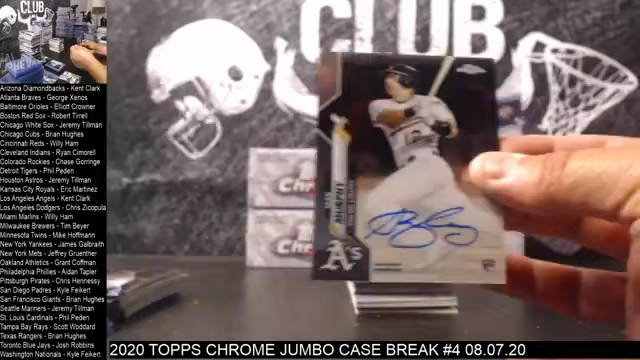 CLUB
CLUB
Arizona Diamondbacks - Kent Clark
Atlanta Braves - George Xenos
Baltimore Orioles - Elliott Crowner
Boston Red Sox - Robert Tirrell
Chicago White Sox - Jeremy Tillman
Chicago Cubs - Brian Hughes
Cincinnati Reds - Willy Ham
Cleveland Indians - Ryan Cimorell
Colorado Rockies - Chase Gorringe
Detroit Tigers - Phil Peden
Houston Astros - Jeremy Tillman
Kansas City Royals - Eric Martinez
Los Angeles Angels - Kent Clark
Los Angeles Dodgers - Chris Zicopula
Miami Marlins - Willy Ham
Milwaukee Brewers - Tim Beyer
Minnesota Twins - Mike Hoffmann
New York Yankees - James Galbraith
New York Mets - Jeffrey Gruenther
Oakland Athletics - Grant Coffman
Philadelphia Phillies - Aidan Tapler
Pittsburgh Pirates - Chris Hennessy
San Diego Padres - Kyle Feikert
San Francisco Giants - Brian Hughes
Seattle Mariners - Jeremy Tillman
St. Louis Cardinals - Phil Peden
Tampa Bay Rays - Scott Woddard
Texas Rangers - Brian Hughes
Toronto Blue Jays - Josh Robbins
Washington Nationals - Kyle Feikert
MURPHY
A's
2020 TOPPS CHROME JUMBO CASE BREAK #4 08.07.20